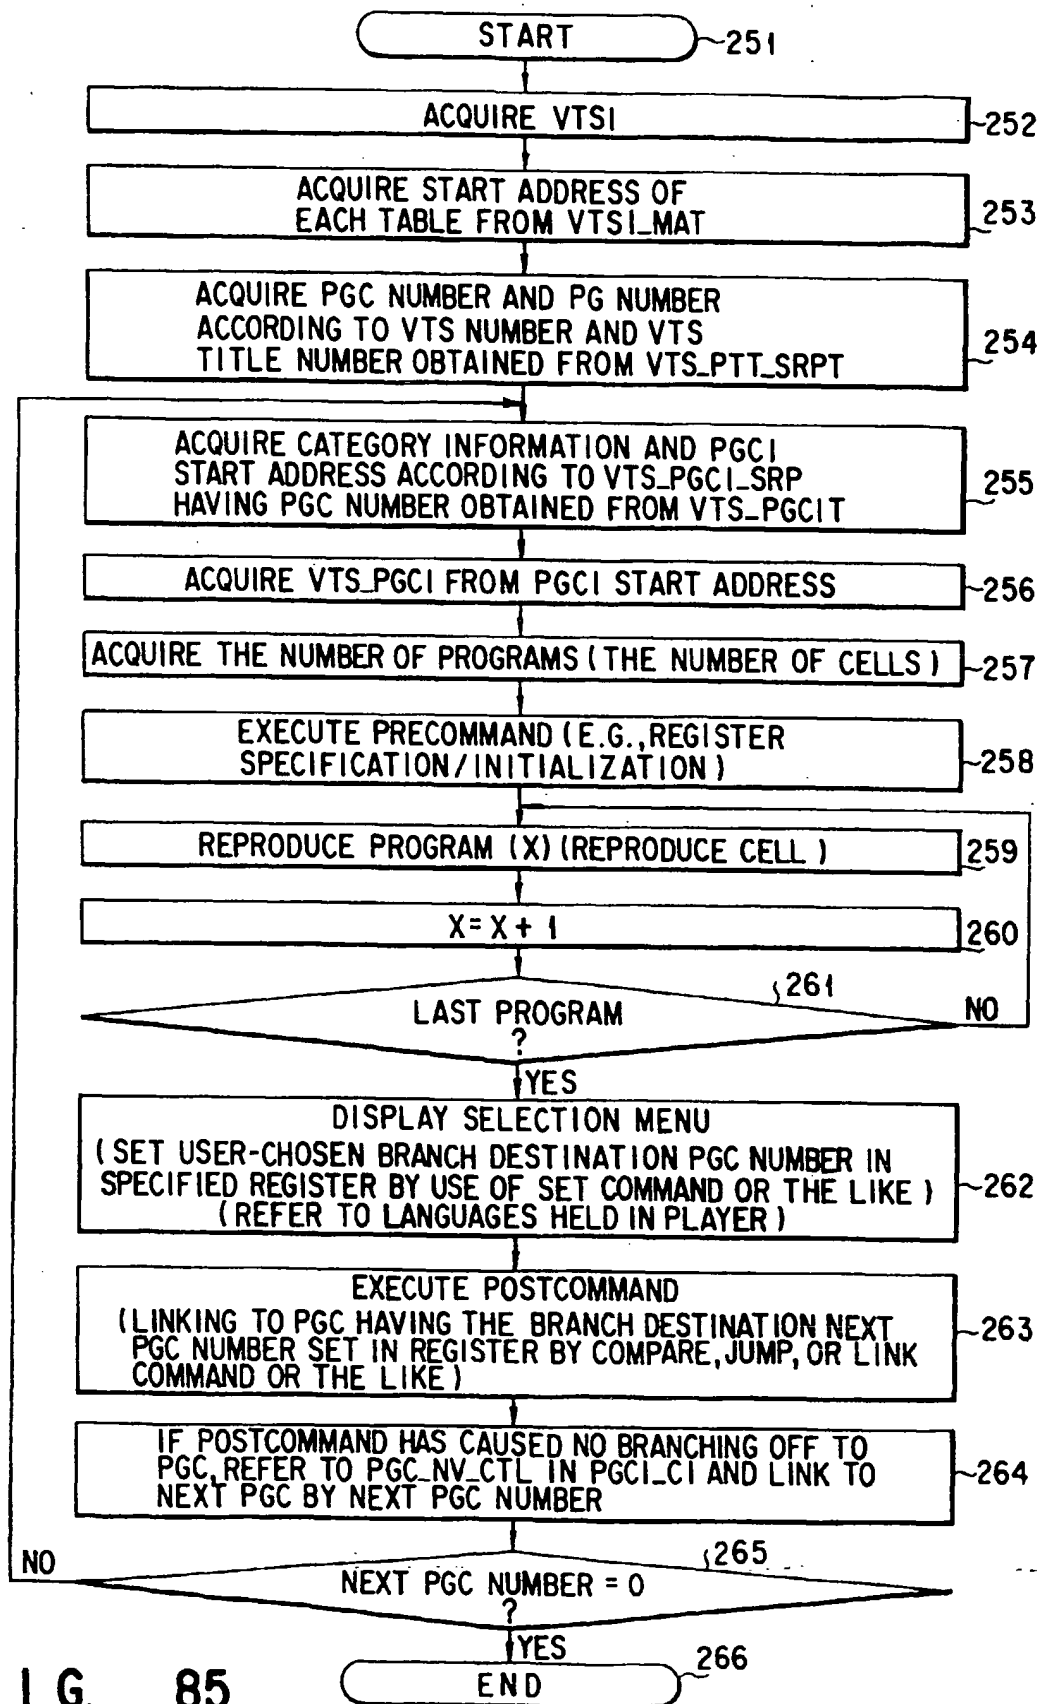 START
251
ACQUIRE VTSI
252
ACQUIRE START ADDRESS OF
EACH TABLE FROM VTSI_MAT
253
ACQUIRE PGC NUMBER AND PG NUMBER
ACCORDING TO VTS NUMBER AND VTS
TITLE NUMBER OBTAINED FROM VTS_PTT_SRPT
254
ACQUIRE CATEGORY INFORMATION AND PGCI
START ADDRESS ACCORDING TO VTS_PGCI_SRP
HAVING PGC NUMBER OBTAINED FROM VTS_PGCIT
255
ACQUIRE VTS_PGCI FROM PGCI START ADDRESS
256
ACQUIRE THE NUMBER OF PROGRAMS (THE NUMBER OF CELLS)
257
EXECUTE PRECOMMAND (E.G., REGISTER
SPECIFICATION/INITIALIZATION)
258
REPRODUCE PROGRAM (X) (REPRODUCE CELL)
259
X=X+1
260
261
LAST PROGRAM
?
NO
YES
DISPLAY SELECTION MENU
(SET USER-CHOSEN BRANCH DESTINATION PGC NUMBER IN
SPECIFIED REGISTER BY USE OF SET COMMAND OR THE LIKE)
(REFER TO LANGUAGES HELD IN PLAYER)
262
EXECUTE POSTCOMMAND
(LINKING TO PGC HAVING THE BRANCH DESTINATION NEXT
PGC NUMBER SET IN REGISTER BY COMPARE, JUMP, OR LINK
COMMAND OR THE LIKE)
263
IF POSTCOMMAND HAS CAUSED NO BRANCHING OFF TO
PGC, REFER TO PGC_NV_CTL IN PGCI_CI AND LINK TO
NEXT PGC BY NEXT PGC NUMBER
264
265
NO
NEXT PGC NUMBER = 0
?
YES
END
266
I G. 85